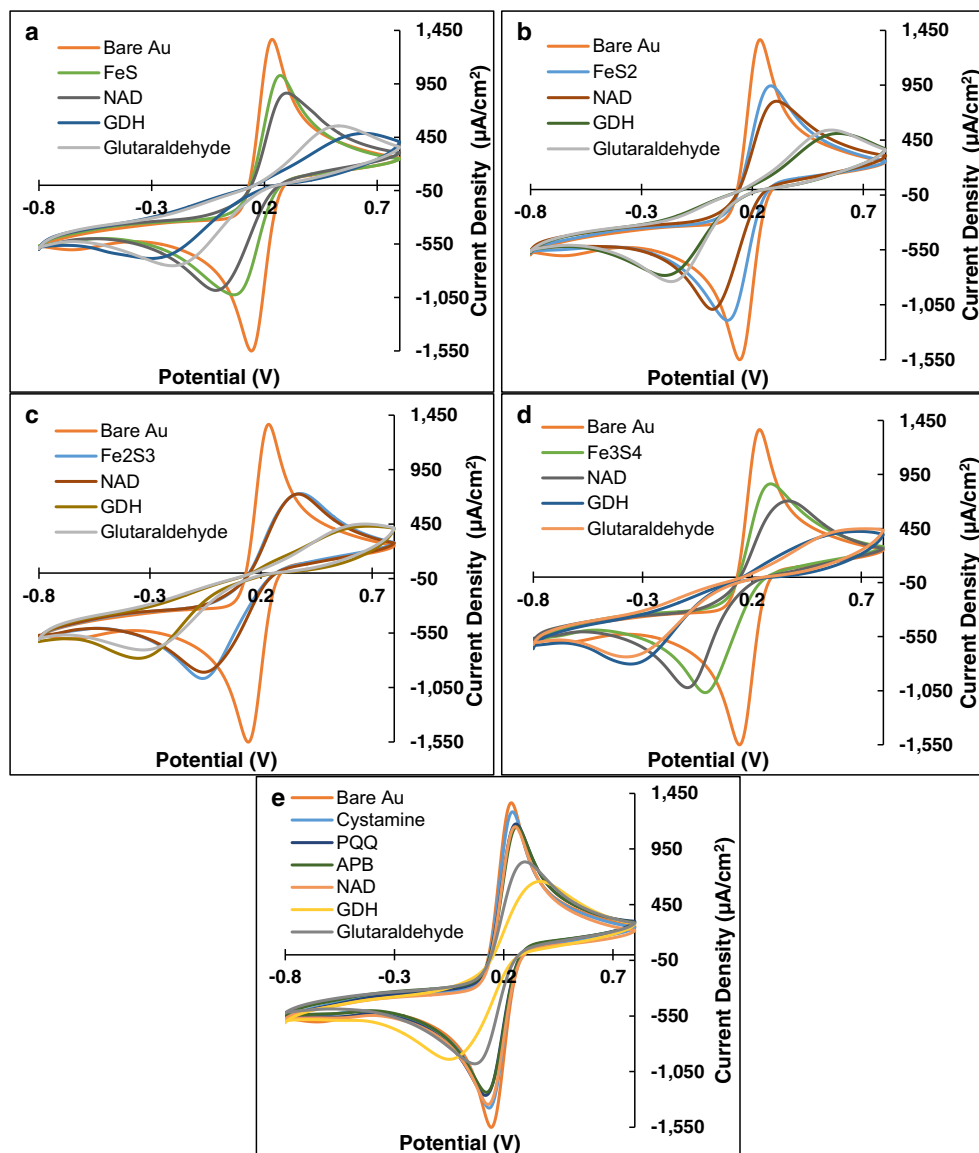 a
Bare Au
FeS
NAD
GDH
Glutaraldehyde
1,450
950
450
-50
-550
-1,050
-1,550
-0.8
-0.3
0.2
0.7
Current Density (µA/cm²)
Potential (V)
b
Bare Au
FeS2
NAD
GDH
Glutaraldehyde
1,450
950
450
-50
-550
-1,050
-1,550
-0.8
-0.3
0.2
0.7
Current Density (µA/cm²)
Potential (V)
c
Bare Au
Fe2S3
NAD
GDH
Glutaraldehyde
1,450
950
450
-50
-550
-1,050
-1,550
-0.8
-0.3
0.2
0.7
Current Density (µA/cm²)
Potential (V)
d
Bare Au
Fe3S4
NAD
GDH
Glutaraldehyde
1,450
950
450
-50
-550
-1,050
-1,550
-0.8
-0.3
0.2
0.7
Current Density (µA/cm²)
Potential (V)
e
Bare Au
Cystamine
PQQ
APB
NAD
GDH
Glutaraldehyde
1,450
950
450
-50
-550
-1,050
-1,550
-0.8
-0.3
0.2
0.7
Current Density (µA/cm²)
Potential (V)